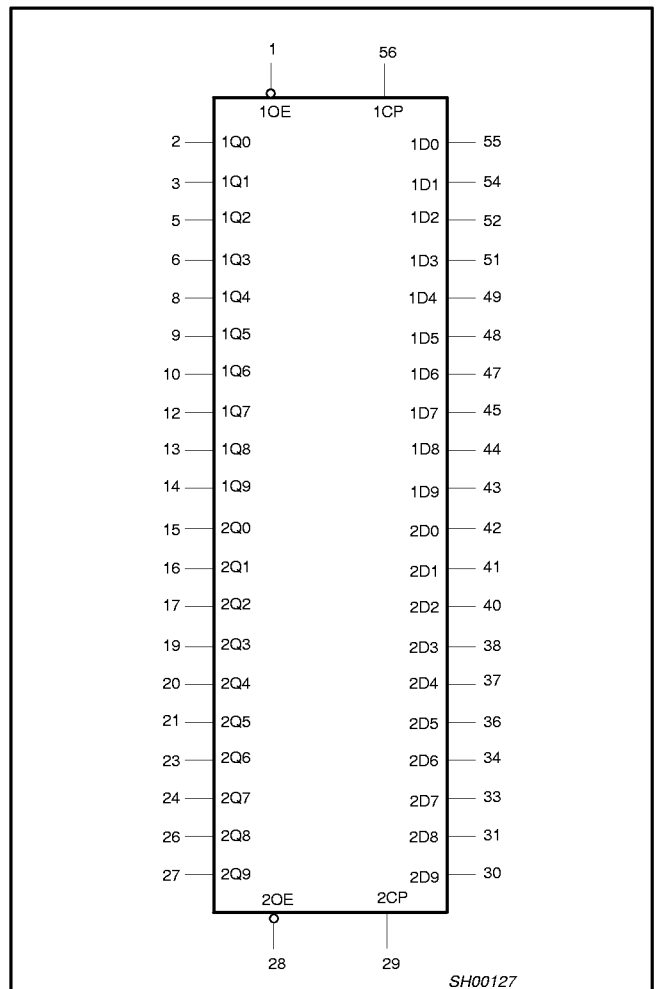 1 56
1OE 1CP
2 1Q0 1D0 55
3 1Q1 1D1 54
5 1Q2 1D2 52
6 1Q3 1D3 51
8 1Q4 1D4 49
9 1Q5 1D5 48
10 1Q6 1D6 47
12 1Q7 1D7 45
13 1Q8 1D8 44
14 1Q9 1D9 43
15 2Q0 2D0 42
16 2Q1 2D1 41
17 2Q2 2D2 40
19 2Q3 2D3 38
20 2Q4 2D4 37
21 2Q5 2D5 36
23 2Q6 2D6 34
24 2Q7 2D7 33
26 2Q8 2D8 31
27 2Q9 2D9 30
2OE 2CP
28 29
SH00127